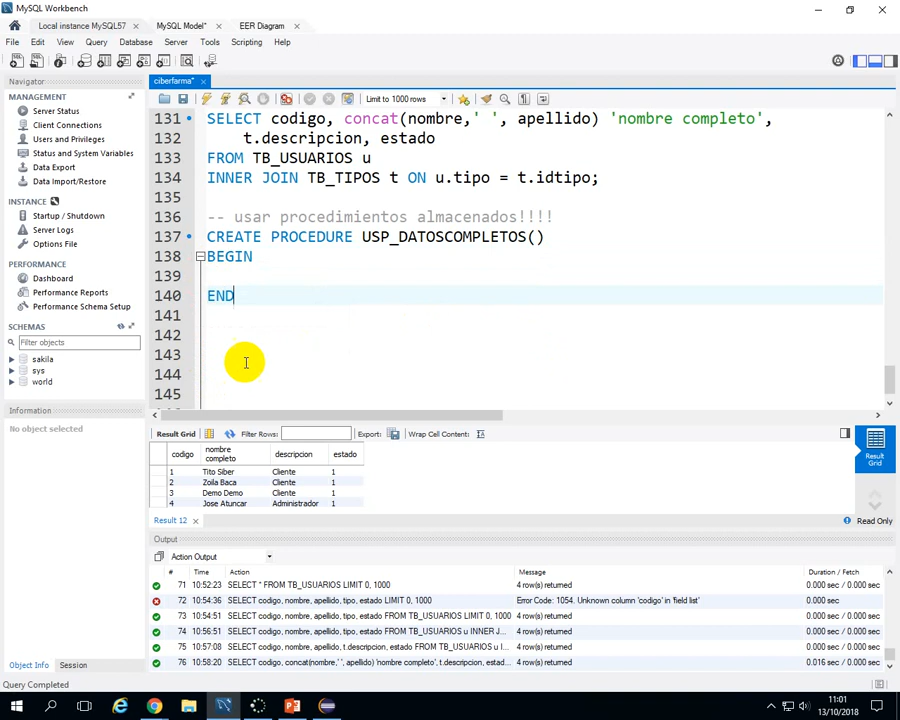 MySQL Workbench
Local instance MySQL57
MySQL Model*
EER Diagram
File Edit View Query Database Server Tools Scripting Help
Navigator
MANAGEMENT
Server Status
Client Connections
Users and Privileges
Status and System Variables
Data Export
Data Import/Restore
INSTANCE
Startup / Shutdown
Server Logs
Options File
PERFORMANCE
Dashboard
Performance Reports
Performance Schema Setup
SCHEMAS
Filter objects
sakila
sys
world
Information
No object selected
Object Info Session
Query Completed
ciberfarma*
Limit to 1000 rows
131 SELECT codigo, concat(nombre,' ', apellido) 'nombre completo',
132 t.descripcion, estado
133 FROM TB_USUARIOS u
134 INNER JOIN TB_TIPOS t ON u.tipo = t.idtipo;
135
136 -- usar procedimientos almacenados!!!!
137 CREATE PROCEDURE USP_DATOSCOMPLETOS()
138 BEGIN
139
140 END
141
142
143
144
145
Result Grid Filter Rows: Export: Wrap Cell Content:
codigo nombre completo descripcion estado
1 Tito Siber Cliente 1
2 Zoila Baca Cliente 1
3 Demo Demo Cliente 1
4 Jose Atuncar Administrador 1
Result Grid
Result 12
Read Only
Output
Action Output
# Time Action Message Duration / Fetch
71 10:52:23 SELECT * FROM TB_USUARIOS LIMIT 0, 1000 4 row(s) returned 0.000 sec / 0.000 sec
72 10:54:36 SELECT codigo, nombre, apellido, tipo, estado LIMIT 0, 1000 Error Code: 1054. Unknown column 'codigo' in 'field list' 0.000 sec
73 10:54:51 SELECT codigo, nombre, apellido, tipo, estado FROM TB_USUARIOS LIMIT 0, 1000 4 row(s) returned 0.000 sec / 0.000 sec
74 10:56:51 SELECT codigo, nombre, apellido, tipo, estado FROM TB_USUARIOS u INNER J... 4 row(s) returned 0.000 sec / 0.000 sec
75 10:57:08 SELECT codigo, nombre, apellido, t.descripcion, estado FROM TB_USUARIOS u I... 4 row(s) returned 0.000 sec / 0.000 sec
76 10:58:20 SELECT codigo, concat(nombre,' ', apellido) 'nombre completo', t.descripcion, estad... 4 row(s) returned 0.016 sec / 0.000 sec
11:01
13/10/2018